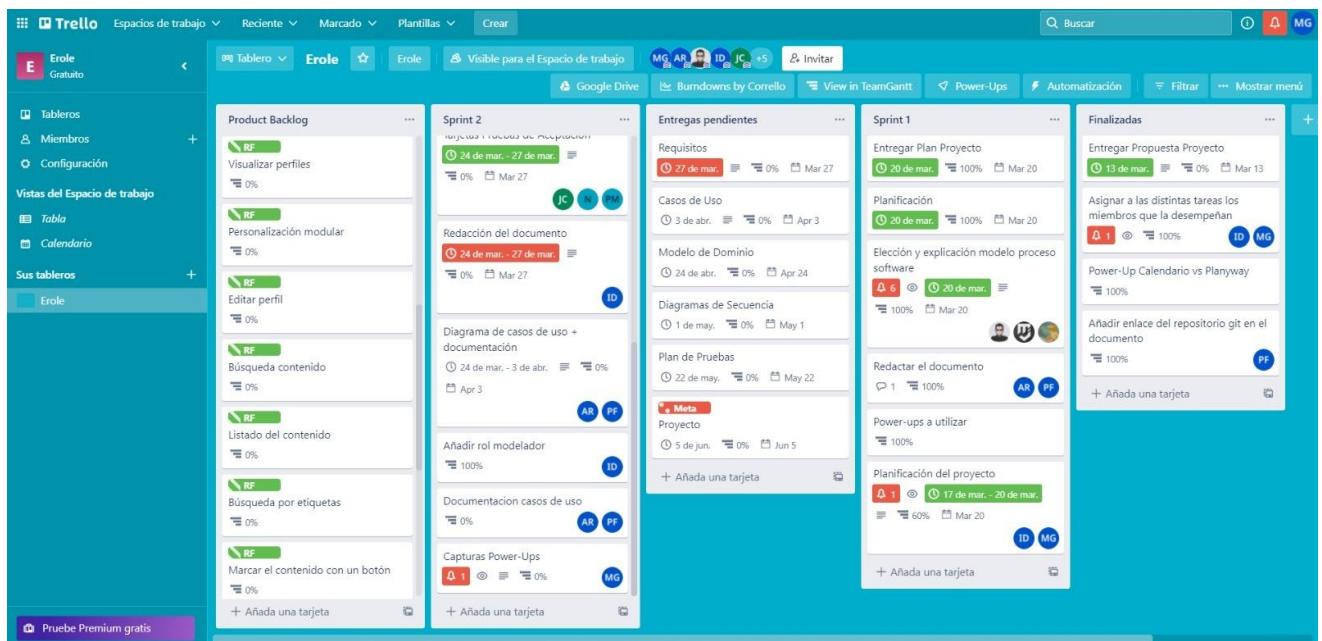 Trello
Espacios de trabajo
Reciente
Marcado
Plantillas
Crear
Buscar
MG
E
Erole
Gratuito
Tablero
Erole
Erole
Visible para el Espacio de trabajo
MG
AR
ID
JC
+5
Invitar
Google Drive
Burndowns by Corrello
View in TeamGantt
Power-Ups
Automatización
Filtrar
Mostrar menú
Tableros
Miembros
Configuración
Vistas del Espacio de trabajo
Tabla
Calendario
Sus tableros
Erole
Pruebe Premium gratis
Product Backlog
RF
Visualizar perfiles
0%
RF
Personalización modular
0%
RF
Editar perfil
0%
RF
Búsqueda contenido
0%
RF
Listado del contenido
0%
RF
Búsqueda por etiquetas
0%
RF
Marcar el contenido con un botón
0%
+ Añada una tarjeta
Sprint 2
Tarjetas Pruebas de Aceptación
24 de mar. - 27 de mar.
0% Mar 27
JC N PM
Redacción del documento
24 de mar. - 27 de mar.
0% Mar 27
ID
Diagrama de casos de uso +
documentación
24 de mar. - 3 de abr. 0%
Apr 3
AR PF
Añadir rol modelador
100% ID
Documentacion casos de uso
0% AR PF
Capturas Power-Ups
1 0% MG
+ Añada una tarjeta
Entregas pendientes
Requisitos
27 de mar. 0% Mar 27
Casos de Uso
3 de abr. 0% Apr 3
Modelo de Dominio
24 de abr. 0% Apr 24
Diagramas de Secuencia
1 de may. 0% May 1
Plan de Pruebas
22 de may. 0% May 22
Meta
Proyecto
5 de jun. 0% Jun 5
+ Añada una tarjeta
Sprint 1
Entregar Plan Proyecto
20 de mar. 100% Mar 20
Planificación
20 de mar. 100% Mar 20
Elección y explicación modelo proceso
software
6 20 de mar.
100% Mar 20
Redactar el documento
1 100% AR PF
Power-ups a utilizar
100%
Planificación del proyecto
1 17 de mar. - 20 de mar.
60% Mar 20
ID MG
+ Añada una tarjeta
Finalizadas
Entregar Propuesta Proyecto
13 de mar. 0% Mar 13
Asignar a las distintas tareas los
miembros que la desempeñan
1 100% ID MG
Power-Up Calendario vs Planyway
100%
Añadir enlace del repositorio git en el
documento
100% PF
+ Añada una tarjeta